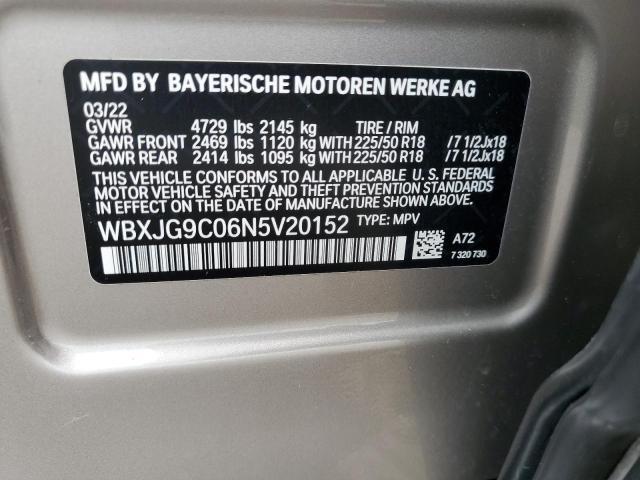 MFD BY BAYERISCHE MOTOREN WERKE AG
03/22
GVWR 4729 lbs 2145 kg TIRE / RIM
GAWR FRONT 2469 lbs 1120 kg WITH 225/50 R18 /7 1/2Jx18
GAWR REAR 2414 lbs 1095 kg WITH 225/50 R18 /7 1/2Jx18
THIS VEHICLE CONFORMS TO ALL APPLICABLE U.S. FEDERAL
MOTOR VEHICLE SAFETY AND THEFT PREVENTION STANDARDS
IN EFFECT ON THE DATE OF MANUFACTURE SHOWN ABOVE.
WBXJG9C06N5V20152 TYPE: MPV
A72
7 320 730